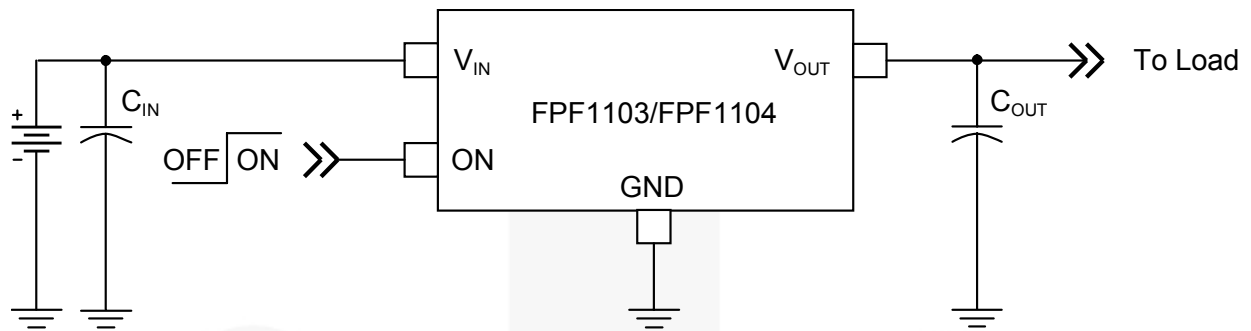 V_IN
V_OUT
To Load
+
C_IN
FPF1103/FPF1104
C_OUT
-
OFF ON
ON
GND